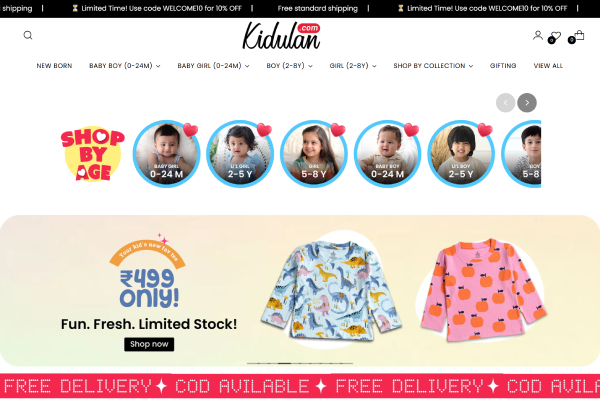 shipping | ⏳ Limited Time! Use code WELCOME10 for 10% OFF | Free standard shipping | ⏳ Limited Time! Use code WELCOME10 for 10% OFF |
Kidulan.com
0 0
NEW BORN BABY BOY (0-24M) BABY GIRL (0-24M) BOY (2-8Y) GIRL (2-8Y) SHOP BY COLLECTION GIFTING VIEW ALL
SHOP
BY
AGE
BABY GIRL
0-24 M
LI'L GIRL
2-5 Y
GIRL
5-8 Y
BABY BOY
0-24 M
LI'L BOY
2-5 Y
BOY
5-8
Your kid's new fav tee
₹499
ONLY!
Fun. Fresh. Limited Stock!
Shop now
FREE DELIVERY ✦ COD AVILABLE ✦ FREE DELIVERY ✦ COD AVILA